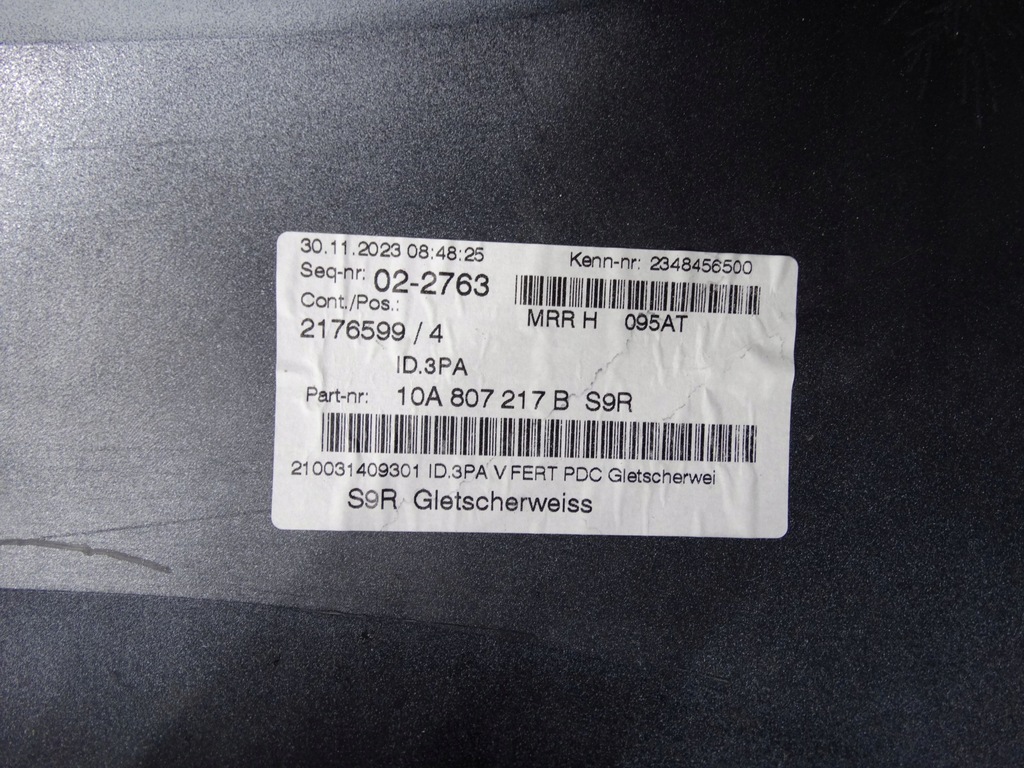 30.11.2023 08:48:25
Kenn-nr: 2348456500
Seq-nr: 02-2763
Cont./Pos.:
MRR H 095AT
2176599 / 4
ID.3PA
Part-nr: 10A 807 217 B S9R
210031409301 ID.3PA V FERT PDC Gletscherwei
S9R Gletscherweiss